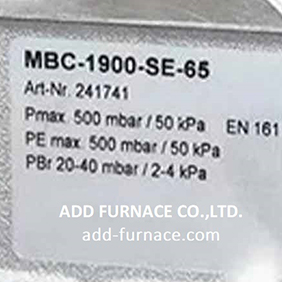 MBC-1900-SE-65
Art-Nr. 241741
Pmax. 500 mbar / 50 kPa EN 161
PE max. 500 mbar / 50 kPa
PBr 20-40 mbar / 2-4 kPa
ADD FURNACE CO.,LTD.
add-furnace.com